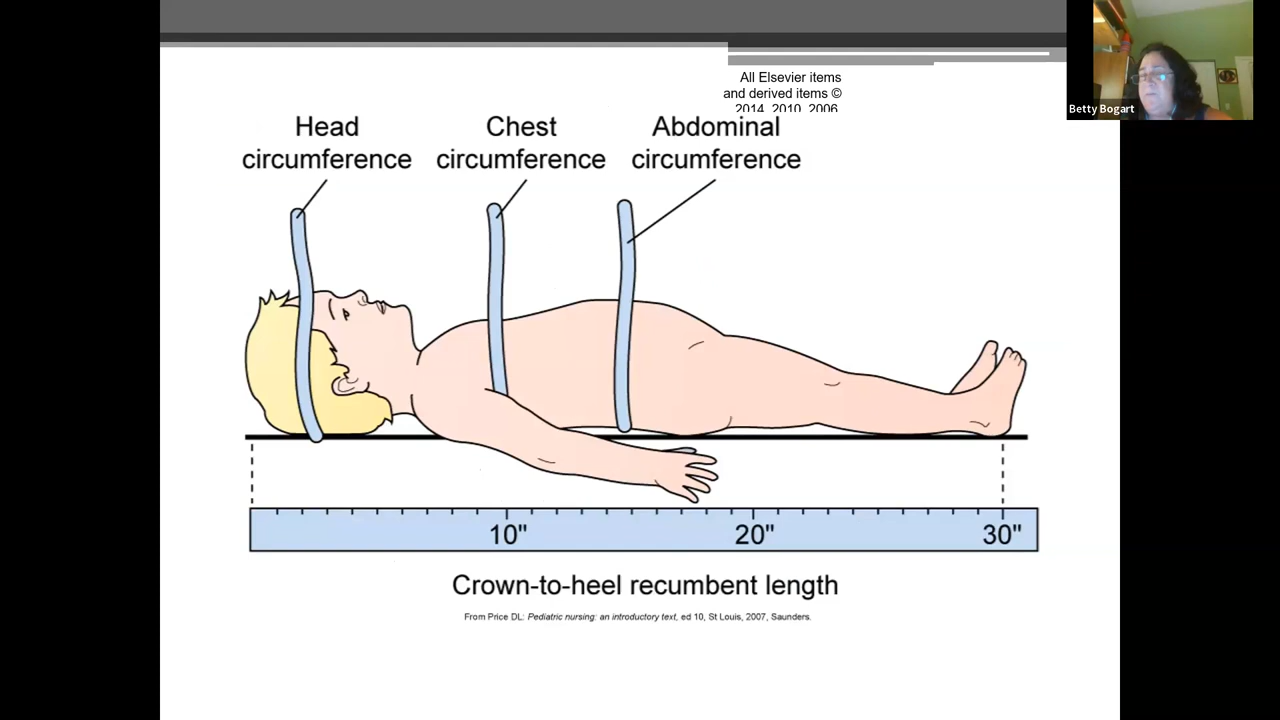 All Elsevier items
and derived items ©
2014, 2010, 2006
Head
circumference
Chest
circumference
Abdominal
circumference
Betty Bogart
10"
20"
30"
Crown-to-heel recumbent length
From Price DL: Pediatric nursing: an introductory text, ed 10, St Louis, 2007, Saunders.